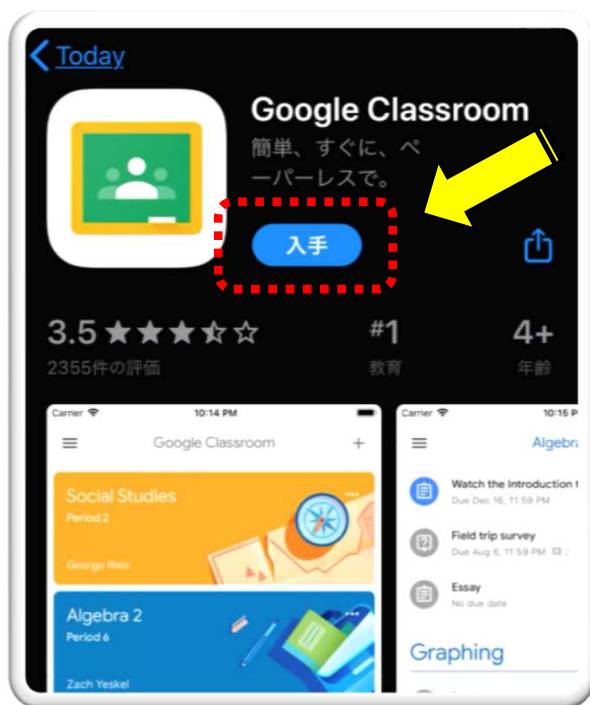 Today
Google Classroom
簡単、すぐに、ペ
ーパーレスで。
入手
3.5 ★★★⯪☆
#1
4+
2355件の評価
教育
年齢
Carrier
10:14 PM
Google Classroom
+
Social Studies
Period 2
George Reis
Algebra 2
Period 6
Zach Yeskel
Carrier
10:15 P
Algebra
Watch the Introduction t
Due Dec 16, 11:59 PM
Field trip survey
Due Aug 6, 11:59 PM
Essay
No due date
Graphing